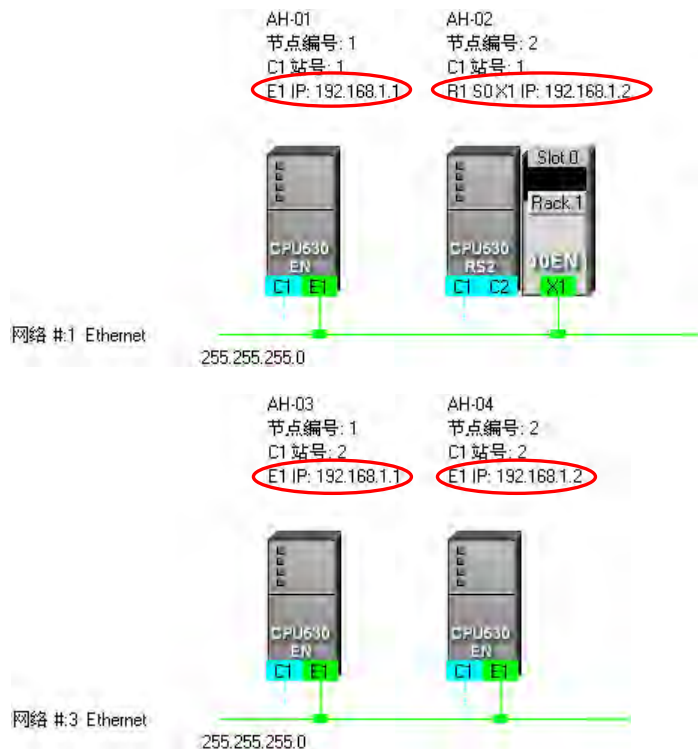 AH-01
节点编号: 1
C1 站号: 1
E1 IP: 192.168.1.1
AH-02
节点编号: 2
C1 站号: 1
R1 S0 X1 IP: 192.168.1.2
CPU530
EN
C1 E1
CPU530
RS2
C1 C2
Slot.0
Rack.1
10EN
X1
网络 #:1 Ethernet
255.255.255.0
AH-03
节点编号: 1
C1 站号: 2
E1 IP: 192.168.1.1
AH-04
节点编号: 2
C1 站号: 2
E1 IP: 192.168.1.2
CPU530
EN
C1 E1
CPU530
EN
C1 E1
网络 #:3 Ethernet
255.255.255.0